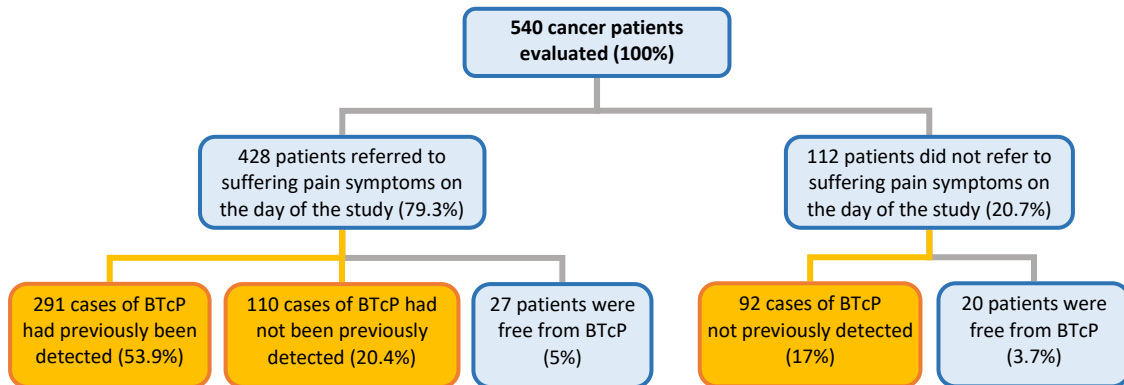 540 cancer patients
evaluated (100%)
428 patients referred to
suffering pain symptoms on
the day of the study (79.3%)
112 patients did not refer to
suffering pain symptoms on
the day of the study (20.7%)
291 cases of BTcP
had previously been
detected (53.9%)
110 cases of BTcP had
not been previously
detected (20.4%)
27 patients were
free from BTcP
(5%)
92 cases of BTCP
not previously detected
(17%)
20 patients were
free from BTcP
(3.7%)